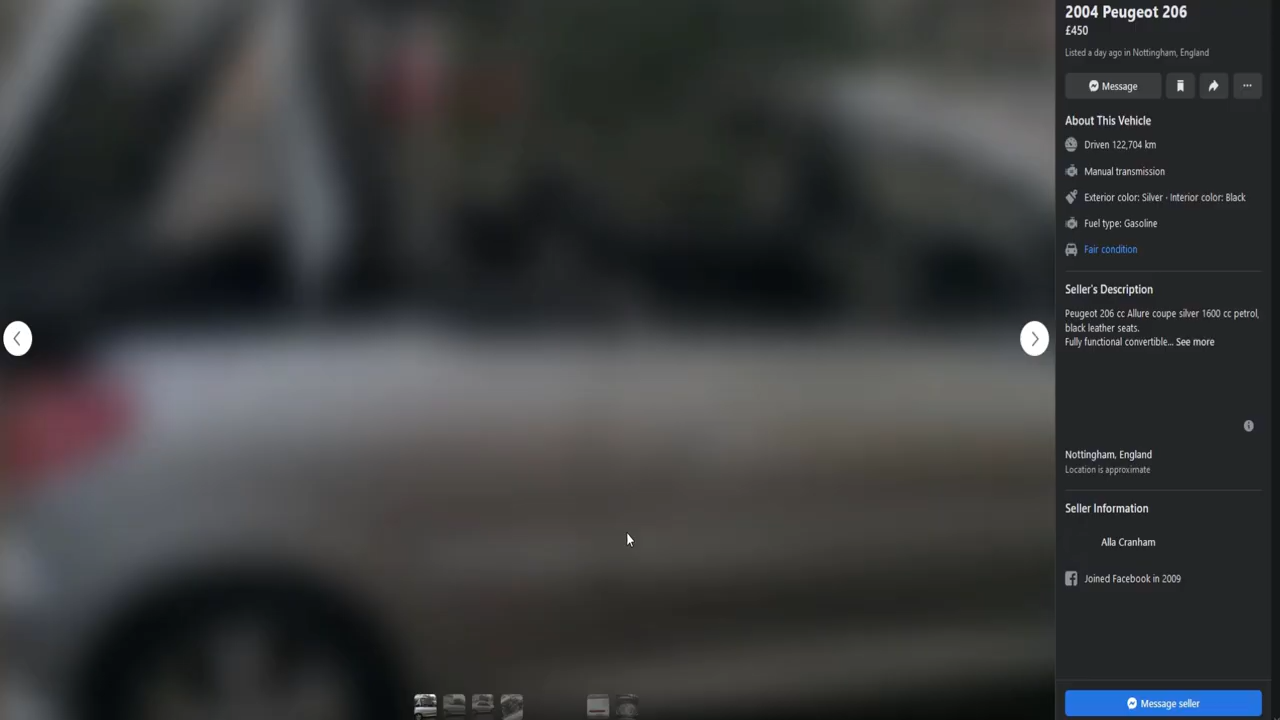 2004 Peugeot 206
£450
Listed a day ago in Nottingham, England
Message
About This Vehicle
Driven 122,704 km
Manual transmission
Exterior color: Silver · Interior color: Black
Fuel type: Gasoline
Fair condition
Seller's Description
Peugeot 206 cc Allure coupe silver 1600 cc petrol,
black leather seats.
Fully functional convertible... See more
Nottingham, England
Location is approximate
Seller Information
Alla Cranham
Joined Facebook in 2009
Message seller